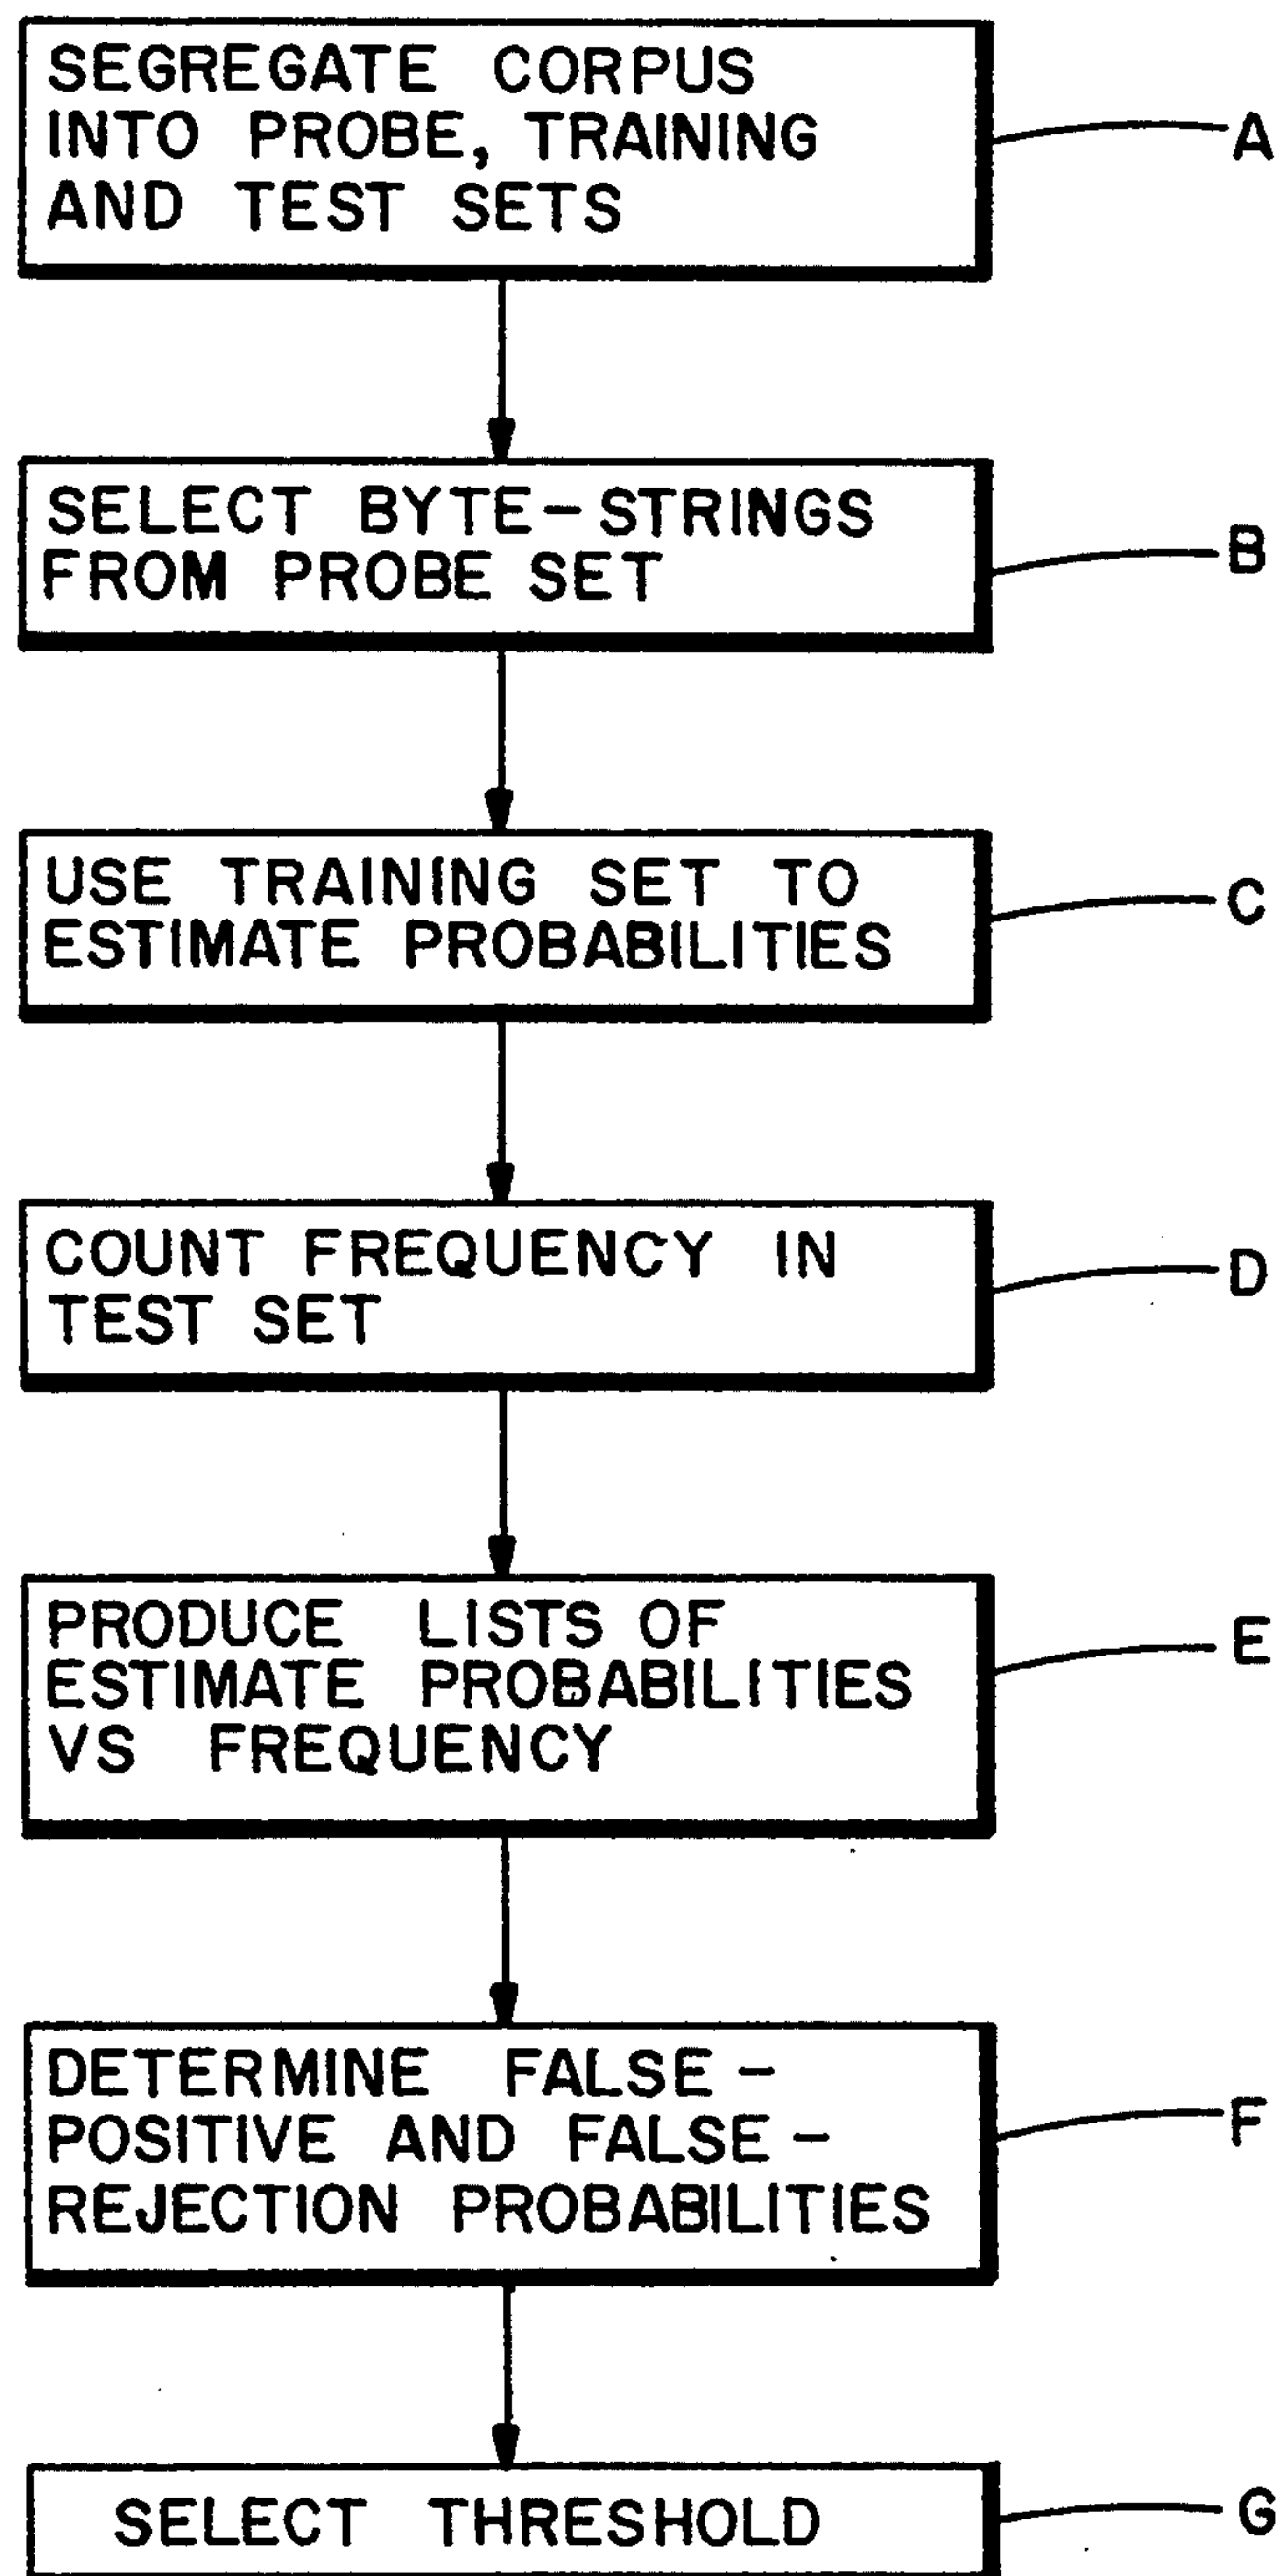 SEGREGATE CORPUS
INTO PROBE, TRAINING
AND TEST SETS
A
SELECT BYTE-STRINGS
FROM PROBE SET
B
USE TRAINING SET TO
ESTIMATE PROBABILITIES
C
COUNT FREQUENCY IN
TEST SET
D
PRODUCE LISTS OF
ESTIMATE PROBABILITIES
VS FREQUENCY
E
DETERMINE FALSE-
POSITIVE AND FALSE-
REJECTION PROBABILITIES
F
SELECT THRESHOLD
G